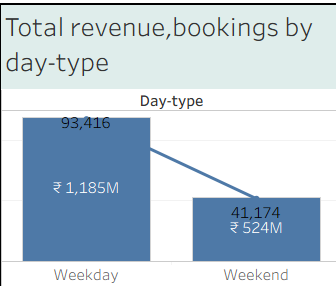 Total revenue,bookings by
day-type
Day-type
93,416
₹ 1,185M
41,174
₹ 524M
Weekday
Weekend